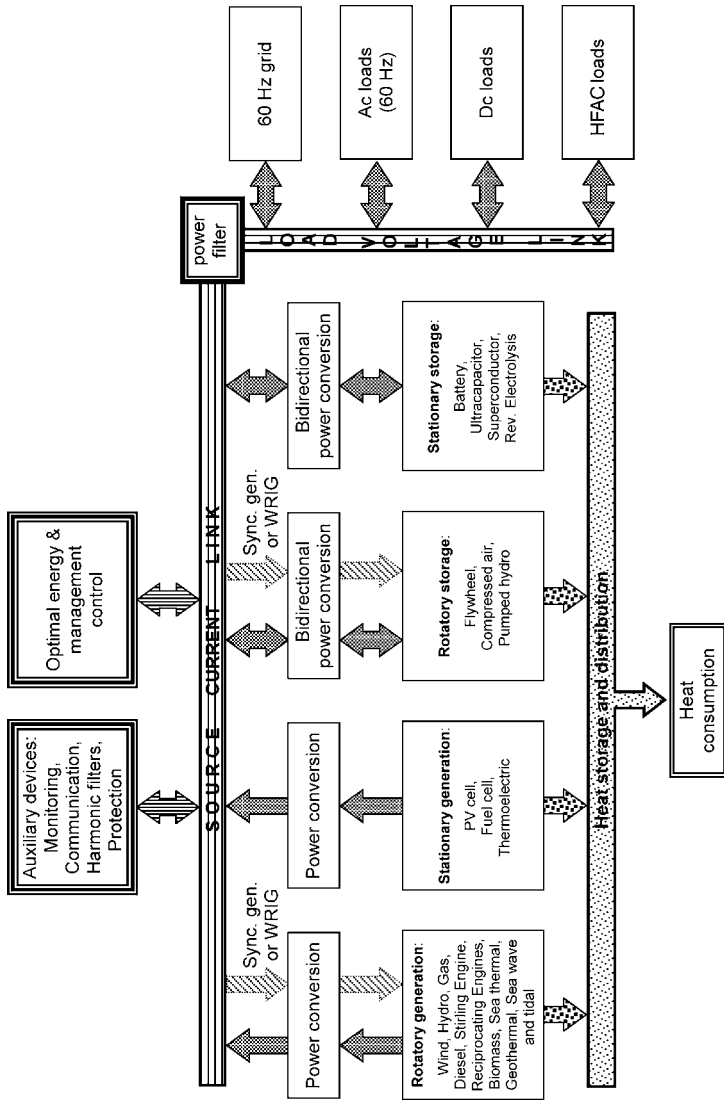 Auxiliary devices:
Monitoring,
Communication,
Harmonic filters,
Protection
Optimal energy &
management
control
SOURCE CURRENT LINK
power
filter
LOAD VOLTAGE LINK
60 Hz grid
Ac loads
(60 Hz)
Dc loads
HFAC loads
Sync. gen.
or WRIG
Sync. gen.
or WRIG
Power conversion
Power conversion
Bidirectional
power conversion
Bidirectional
power conversion
Rotatory generation:
Wind, Hydro, Gas,
Diesel, Stirling Engine,
Reciprocating Engines,
Biomass, Sea thermal,
Geothermal, Sea wave
and tidal
Stationary generation:
PV cell,
Fuel cell,
Thermoelectric
Rotatory storage:
Flywheel,
Compressed air,
Pumped hydro
Stationary storage:
Battery,
Ultracapacitor,
Superconductor,
Rev. Electrolysis
Heat storage and distribution
Heat
consumption